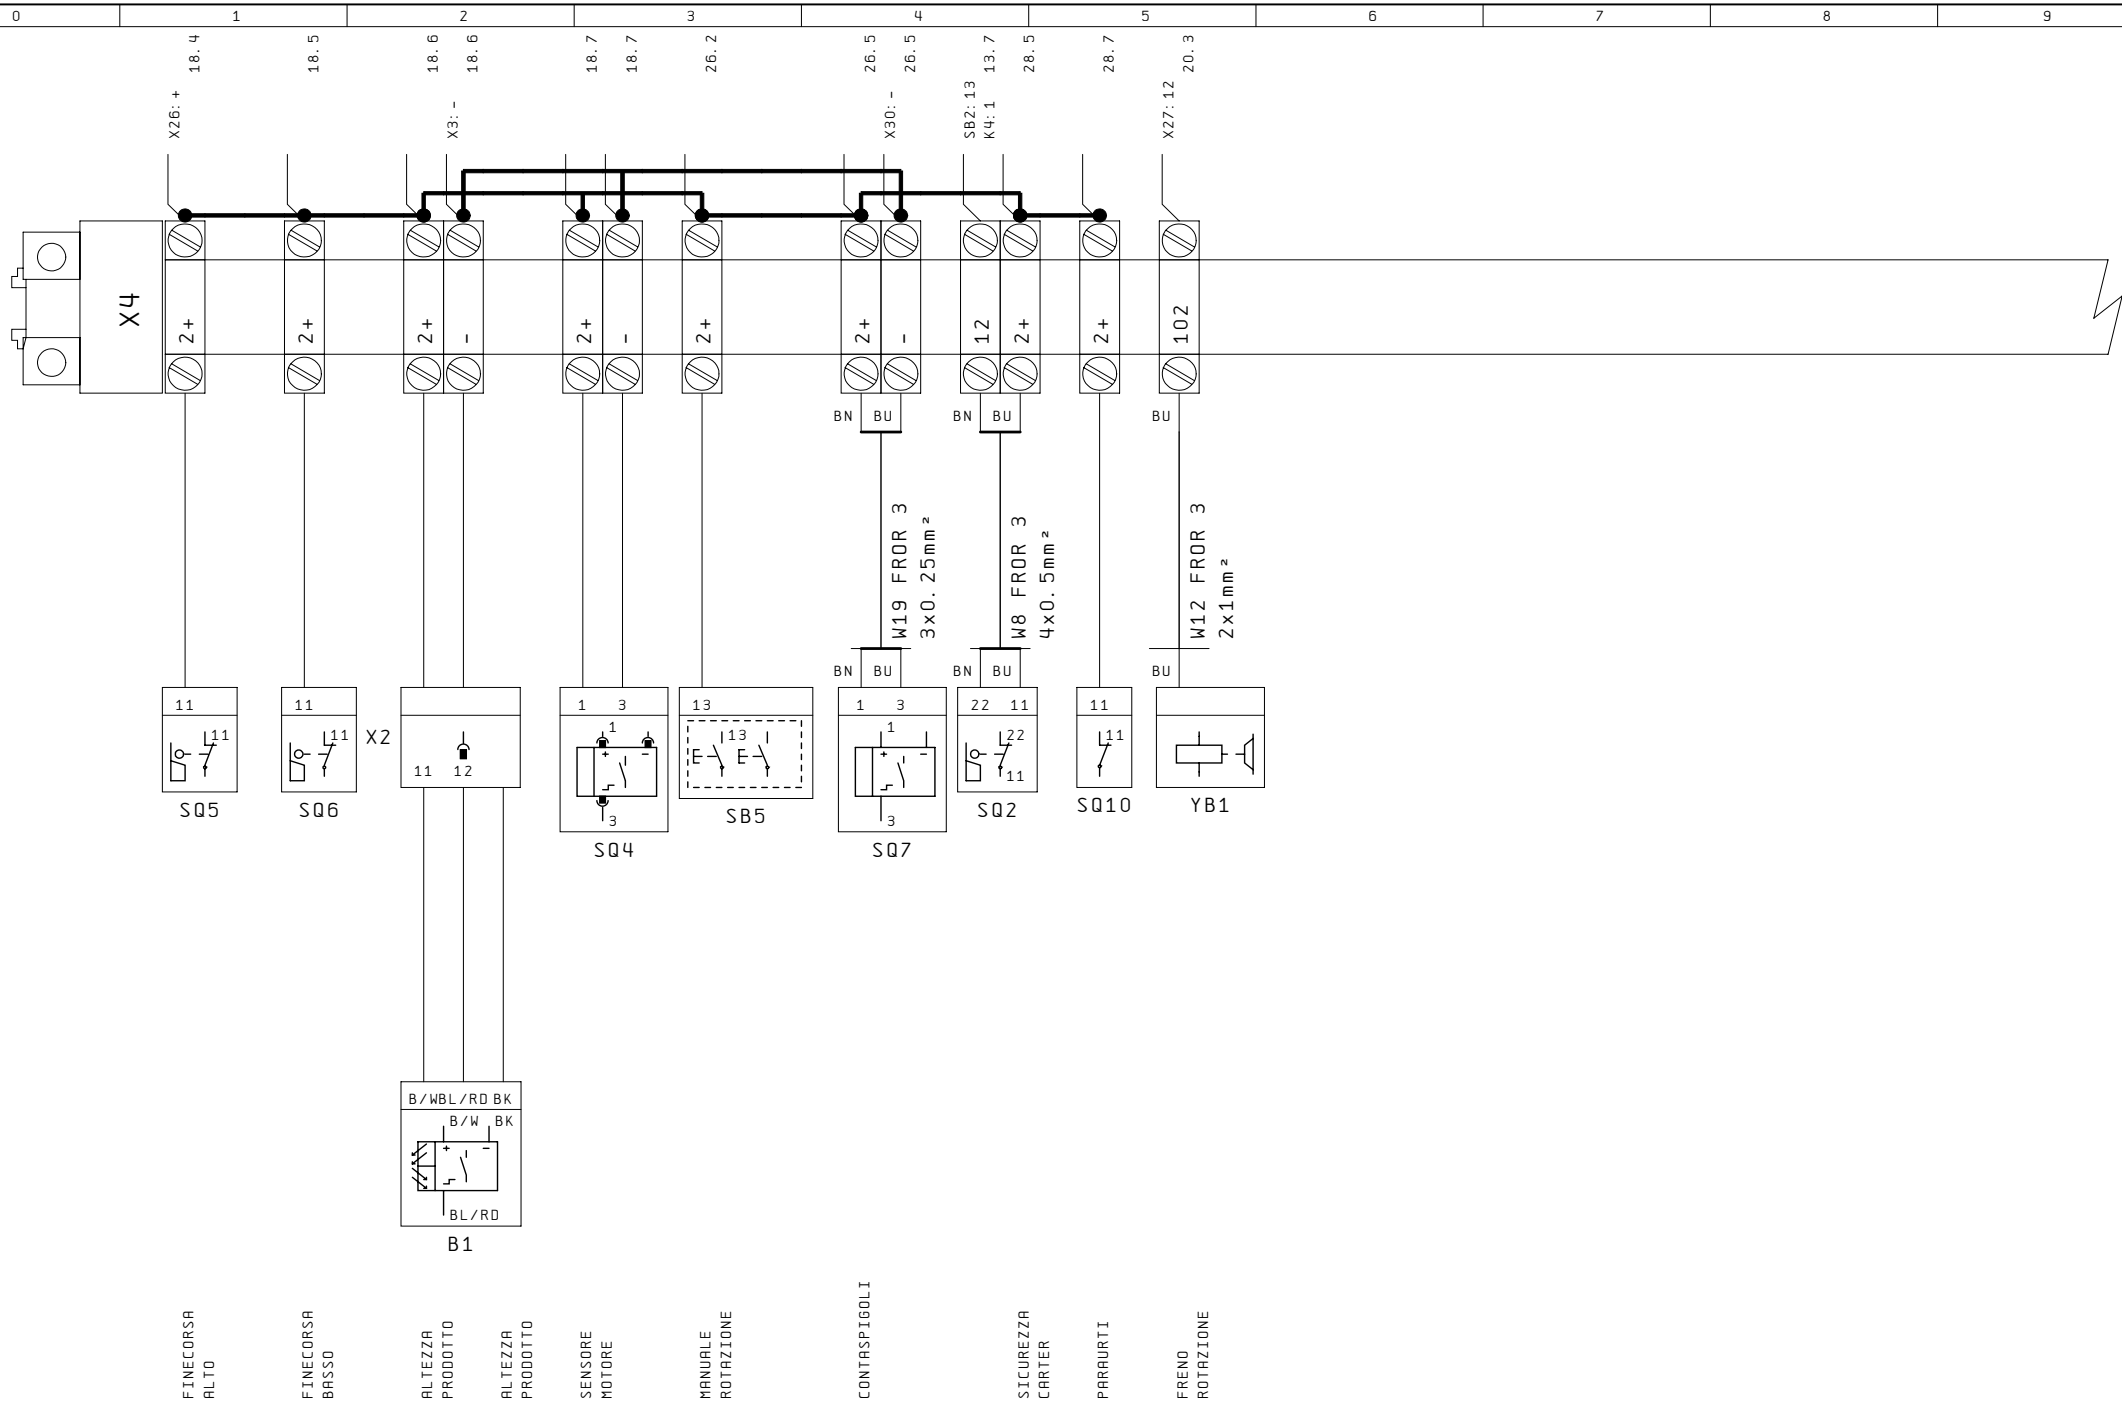 0 1 2 3 4 5 6 7 8 9
18.4 18.5 18.6 18.6 18.7 18.7 26.2 26.5 26.5 13.7 28.5 28.7 20.3
X26:+ X3:- X30:- SB2:13 K4:1 X27:12
X4 2+ 2+ 2+ - 2+ - 2+ 2+ - 12 2+ 2+ 102
BN BU BN BU BU
W19 FROR 3
3x0.25mm²
W8 FROR 3
4x0.5mm²
W12 FROR 3
2x1mm²
BN BU BN BU BU
11 11 1 3 13 1 3 22 11 11
11 11 X2 1 13 1 22 11
+ - + -
11 12 11
3 3
SQ5 SQ6 SQ4 SB5 SQ7 SQ2 SQ10 YB1
B/W BL/RD BK
B/W BK
+ -
BL/RD
B1
FINECORSA
ALTO
FINECORSA
BASSO
ALTEZZA
PRODOTTO
ALTEZZA
PRODOTTO
SENSORE
MOTORE
MANUALE
ROTAZIONE
CONTASPIGOLI
SICUREZZA
CARTER
PARAURTI
FRENO
ROTAZIONE